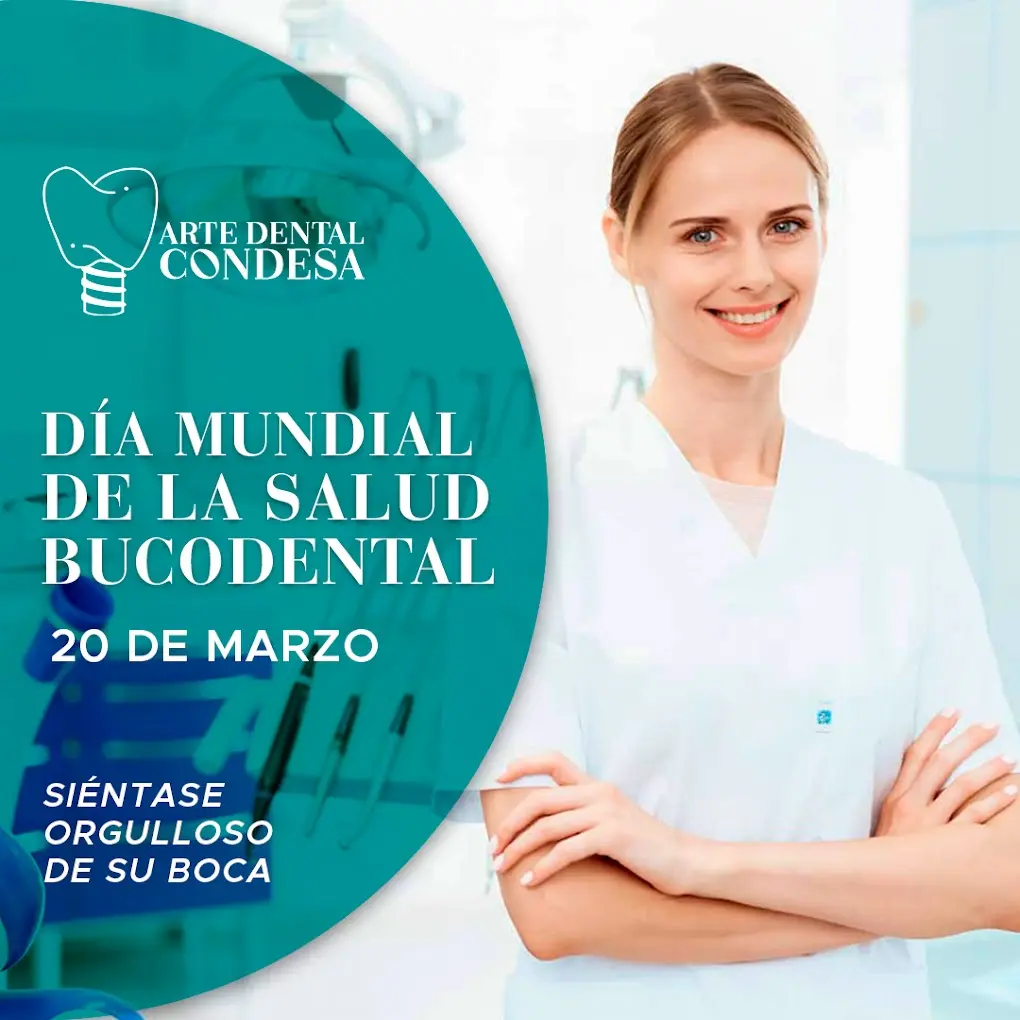 ARTE DENTAL
CONDESA
DÍA MUNDIAL
DE LA SALUD
BUCODENTAL
20 DE MARZO
SIÉNTASE
ORGULLOSO
DE SU BOCA